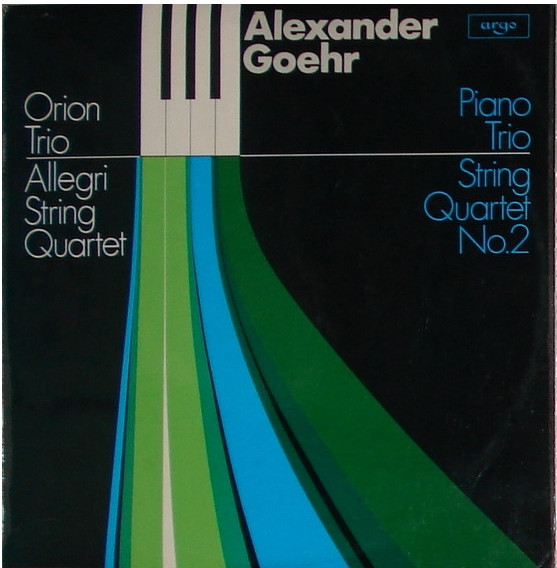 Alexander
Goehr
argo
Orion
Trio
Piano
Trio
Allegri
String
Quartet
String
Quartet
No.2